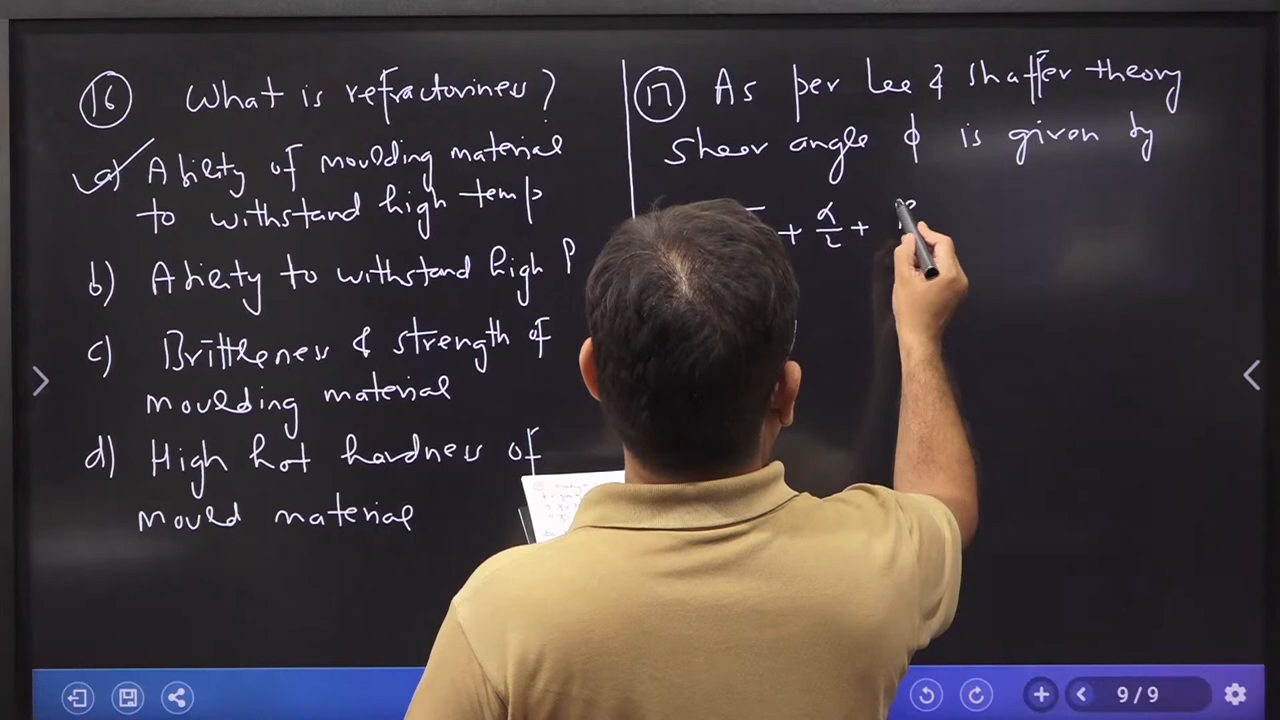 16 What is refractoriness?
a) Ability of moulding material
to withstand high temp
b) Ability to withstand high P
c) Brittleness & strength of
moulding material
d) High hot hardness of
mould material
17 As per Lee & shaffer theory
shear angle ϕ is given by
+ α/2 +
9 / 9